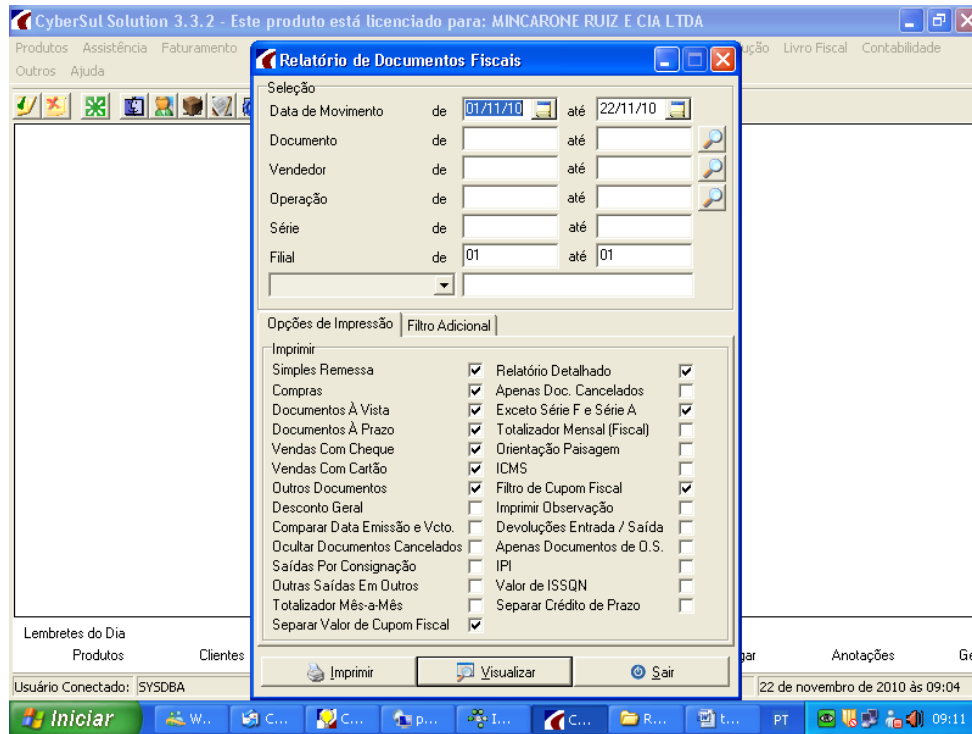 CyberSul Solution 3.3.2 - Este produto está licenciado para: MINCARONE RUIZ E CIA LTDA
Produtos Assistência Faturamento Livro Fiscal Contabilidade
Outros Ajuda
Relatório de Documentos Fiscais
Seleção
Data de Movimento de 01/11/10 até 22/11/10
Documento de até
Vendedor de até
Operação de até
Série de até
Filial de 01 até 01
Opções de Impressão Filtro Adicional
Imprimir
Simples Remessa Relatório Detalhado
Compras Apenas Doc. Cancelados
Documentos À Vista Exceto Série F e Série A
Documentos À Prazo Totalizador Mensal (Fiscal)
Vendas Com Cheque Orientação Paisagem
Vendas Com Cartão ICMS
Outros Documentos Filtro de Cupom Fiscal
Desconto Geral Imprimir Observação
Comparar Data Emissão e Vcto. Devoluções Entrada / Saída
Ocultar Documentos Cancelados Apenas Documentos de O.S.
Saídas Por Consignação IPI
Outras Saídas Em Outros Valor de ISSQN
Totalizador Mês-a-Mês Separar Crédito de Prazo
Separar Valor de Cupom Fiscal
Lembretes do Dia
Produtos Clientes gar Anotações Ge
Imprimir Visualizar Sair
Usuário Conectado: SYSDBA 22 de novembro de 2010 às 09:04
Iniciar W... C... C... p... I... C... R... t... PT 09:11